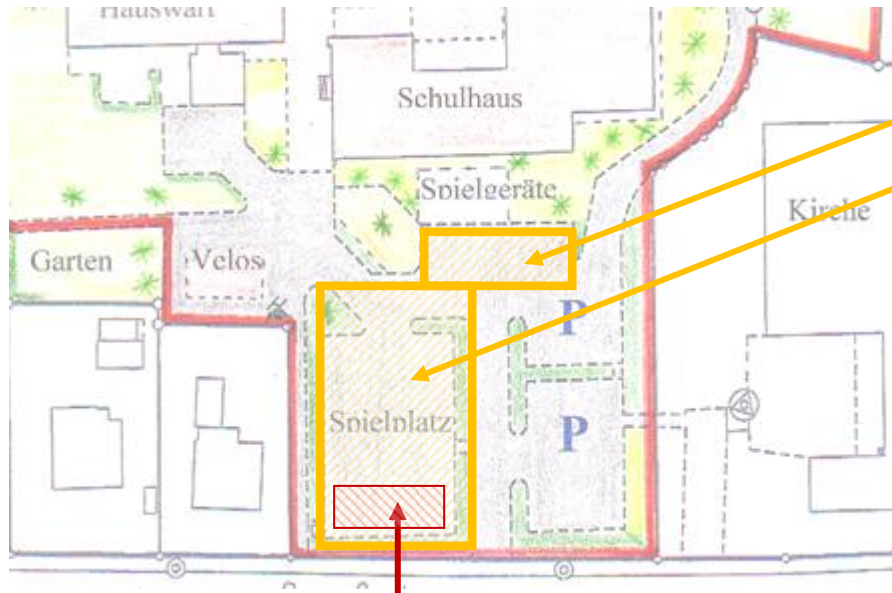 Hauswart
Schulhaus
Spielgeräte
Kirche
Garten
Velos
P
Spielplatz
P